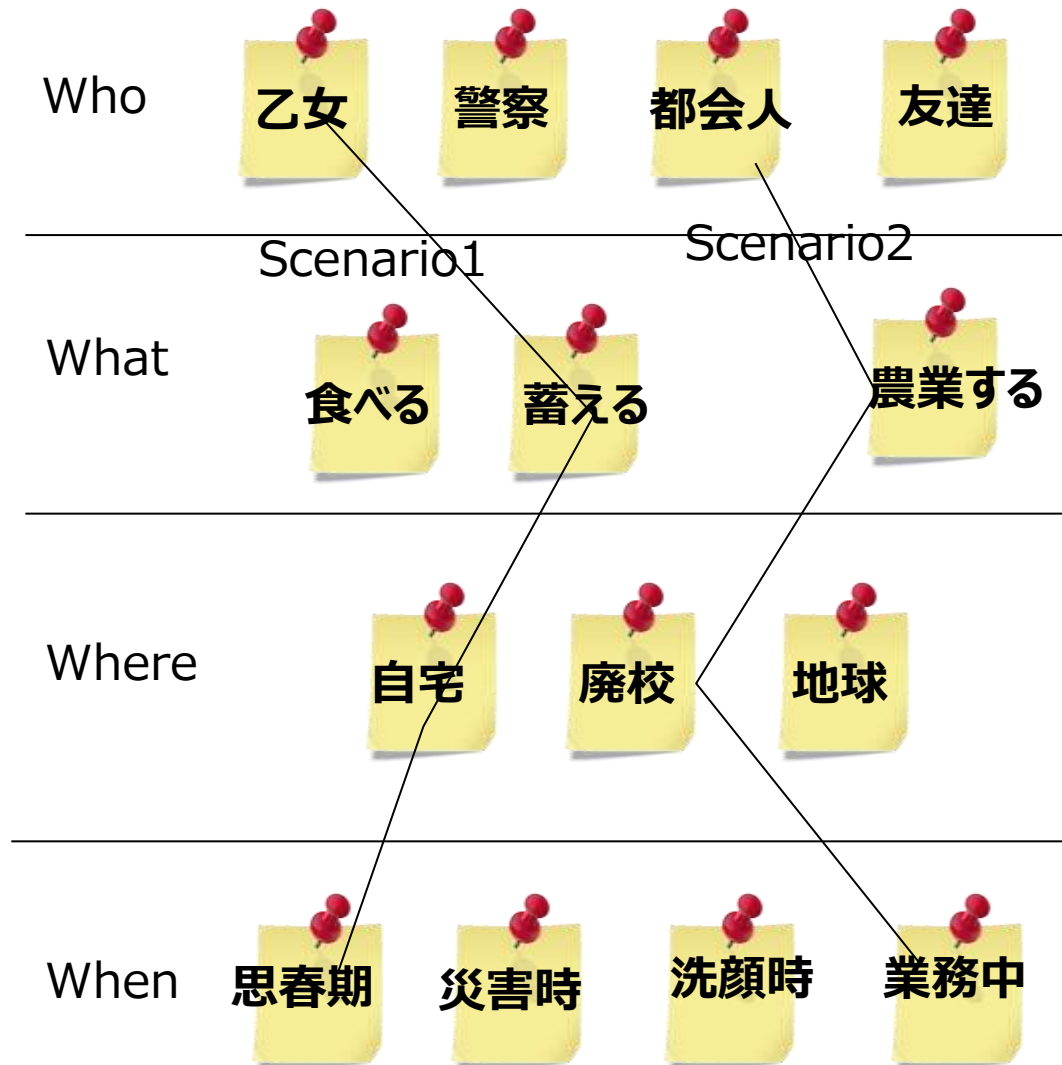 Who
乙女
警察
都会人
友達
Scenario1
Scenario2
What
食べる
蓄える
農業する
Where
自宅
廃校
地球
When
思春期
災害時
洗顔時
業務中